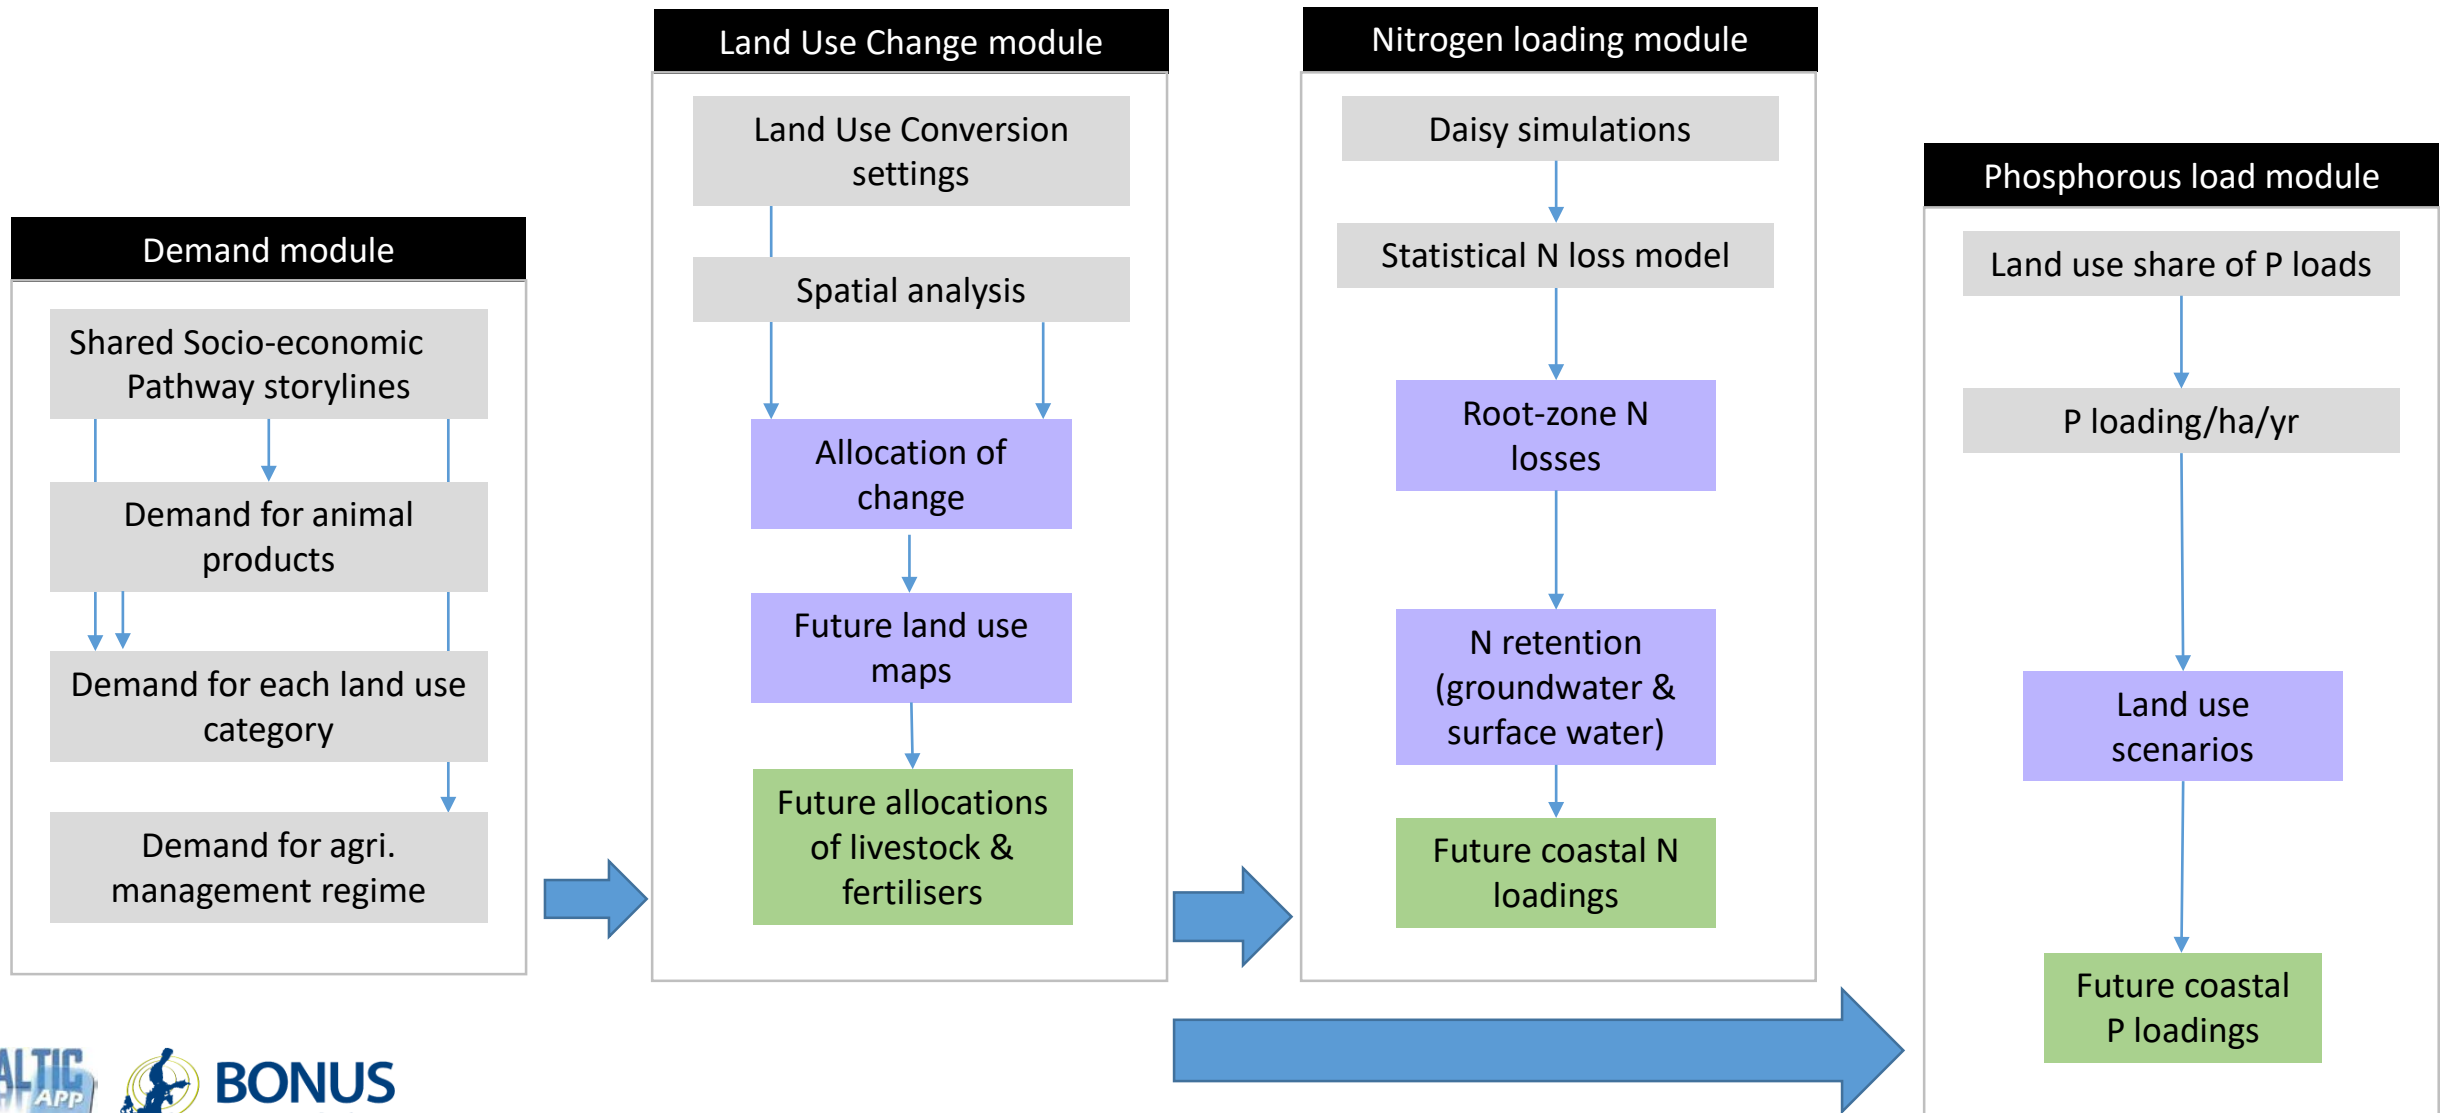 Demand module
Shared Socio-economic
Pathway storylines
Demand for animal
products
Demand for each land use
category
Demand for agri.
management regime
Land Use Change module
Land Use Conversion
settings
Spatial analysis
Allocation of
change
Future land use
maps
Future allocations
of livestock &
fertilisers
Nitrogen loading module
Daisy simulations
Statistical N loss model
Root-zone N
losses
N retention
(groundwater &
surface water)
Future coastal N
loadings
Phosphorous load module
Land use share of P loads
P loading/ha/yr
Land use
scenarios
Future coastal
P loadings
ALTIC
APP
BONUS